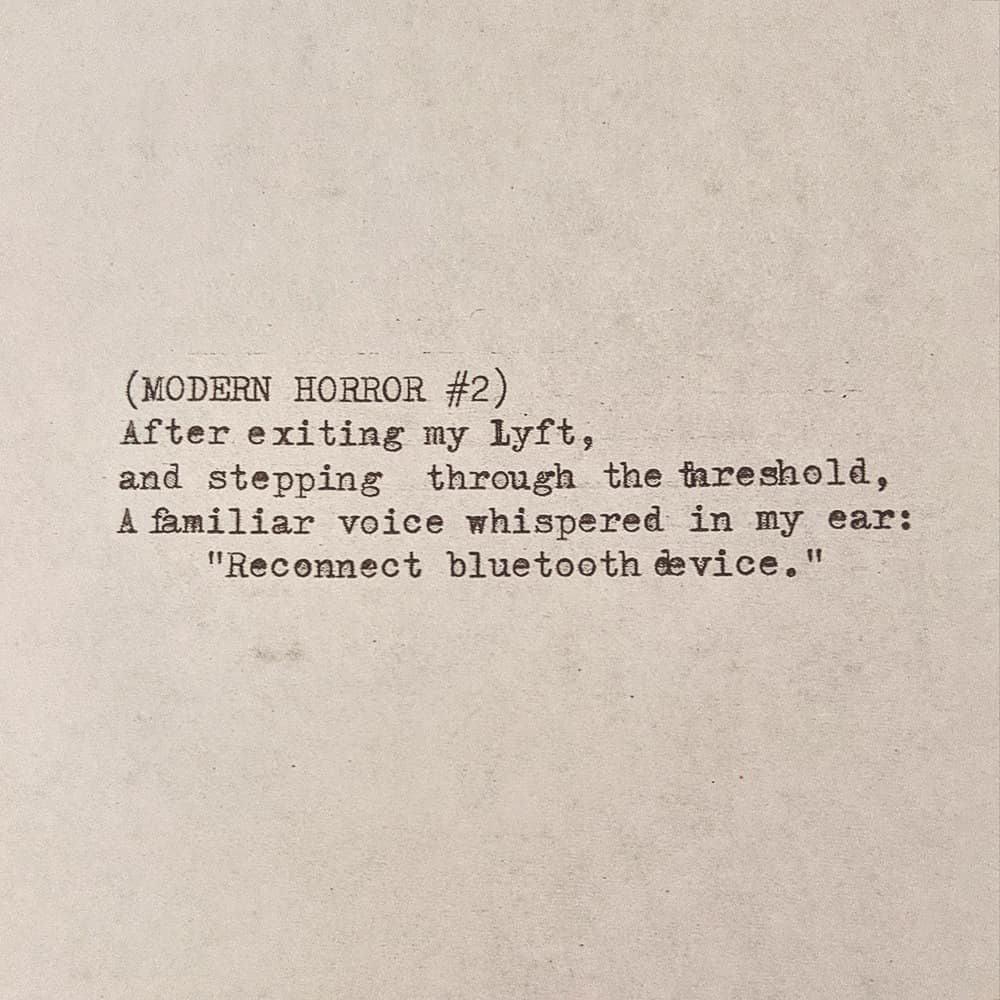 (MODERN HORROR #2)
After exiting my Lyft,
and stepping through the threshold,
A familiar voice whispered in my ear:
"Reconnect bluetooth device."